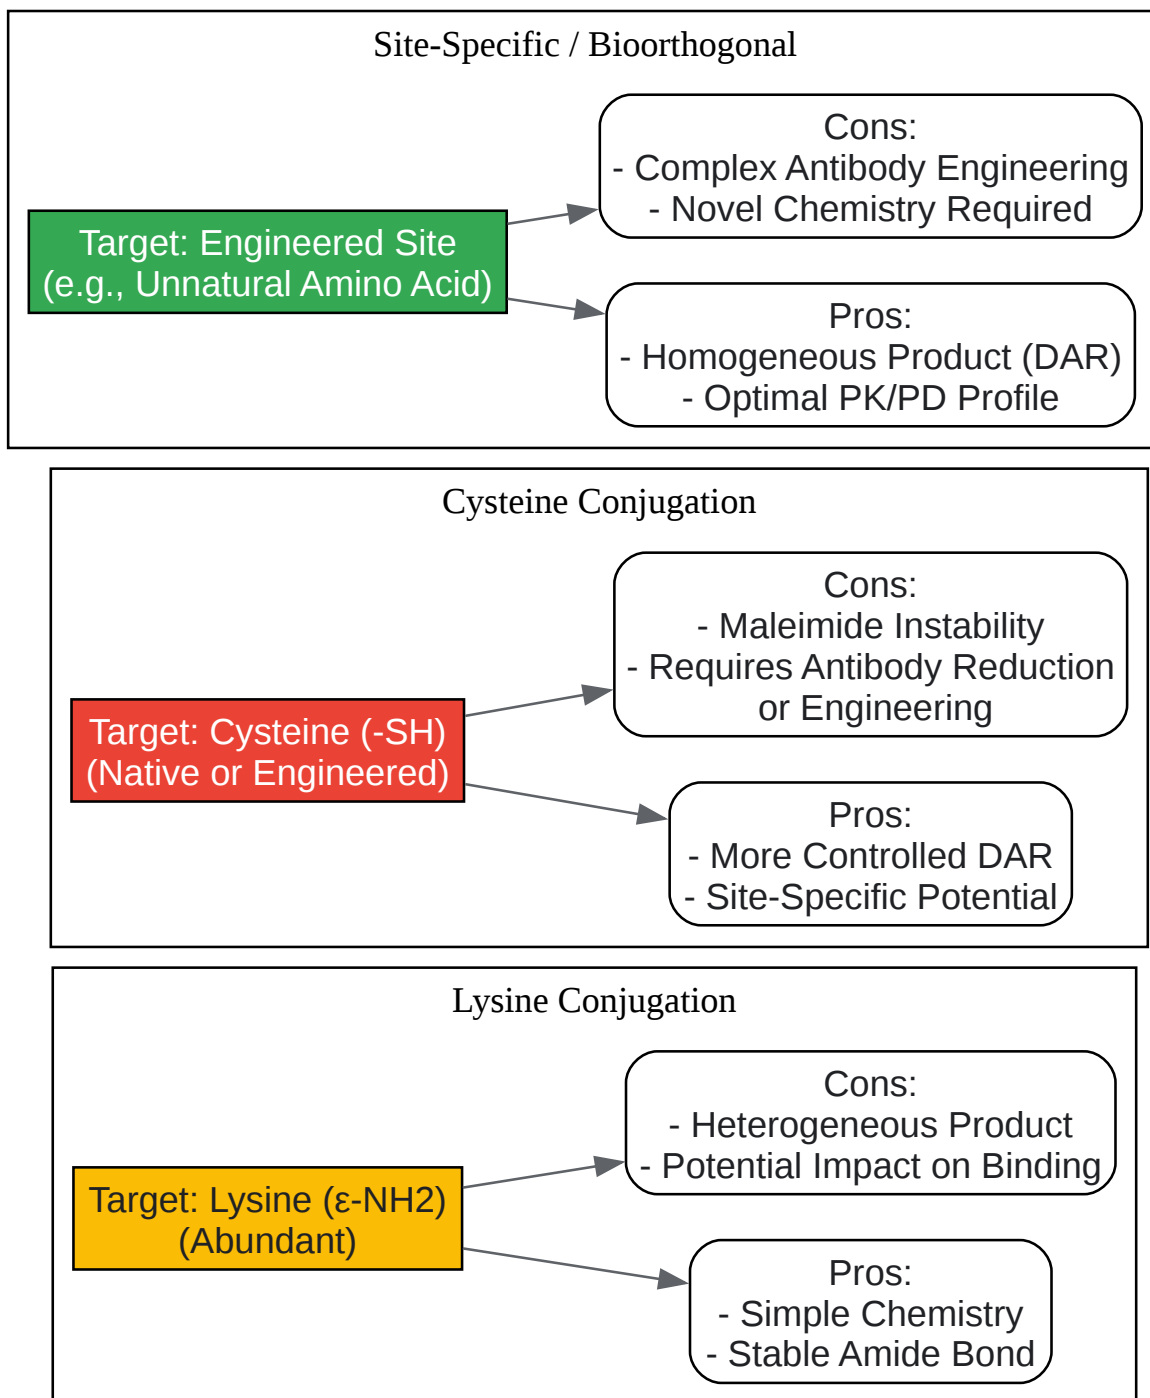 Site-Specific / Bioorthogonal
Cons:
- Complex Antibody Engineering
- Novel Chemistry Required
Target: Engineered Site
(e.g., Unnatural Amino Acid)
Pros:
- Homogeneous Product (DAR)
- Optimal PK/PD Profile
Cysteine Conjugation
Cons:
- Maleimide Instability
- Requires Antibody Reduction
or Engineering
Target: Cysteine (-SH)
(Native or Engineered)
Pros:
- More Controlled DAR
- Site-Specific Potential
Lysine Conjugation
Cons:
- Heterogeneous Product
- Potential Impact on Binding
Target: Lysine (ε-NH2)
(Abundant)
Pros:
- Simple Chemistry
- Stable Amide Bond